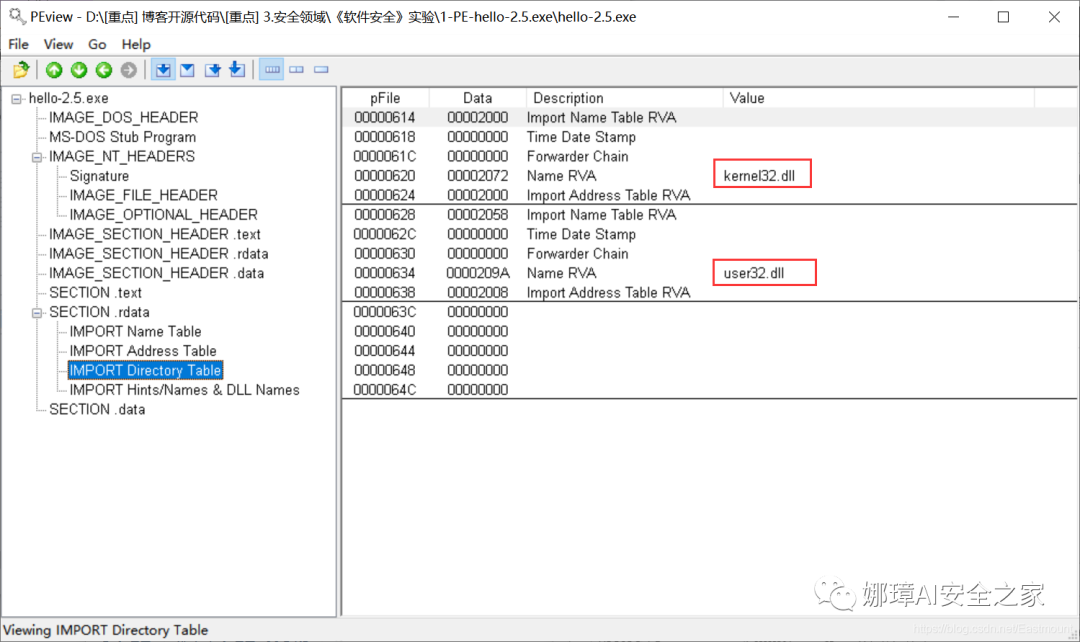 PEview - D:\[重点] 博客开源代码\[重点] 3.安全领域\《软件安全》实验\1-PE-hello-2.5.exe\hello-2.5.exe
File View Go Help
hello-2.5.exe
IMAGE_DOS_HEADER
MS-DOS Stub Program
IMAGE_NT_HEADERS
Signature
IMAGE_FILE_HEADER
IMAGE_OPTIONAL_HEADER
IMAGE_SECTION_HEADER .text
IMAGE_SECTION_HEADER .rdata
IMAGE_SECTION_HEADER .data
SECTION .text
SECTION .rdata
IMPORT Name Table
IMPORT Address Table
IMPORT Directory Table
IMPORT Hints/Names & DLL Names
SECTION .data
pFile Data Description Value
00000614 00002000 Import Name Table RVA
00000618 00000000 Time Date Stamp
0000061C 00000000 Forwarder Chain
00000620 00002072 Name RVA kernel32.dll
00000624 00002000 Import Address Table RVA
00000628 00002058 Import Name Table RVA
0000062C 00000000 Time Date Stamp
00000630 00000000 Forwarder Chain
00000634 0000209A Name RVA user32.dll
00000638 00002008 Import Address Table RVA
0000063C 00000000
00000640 00000000
00000644 00000000
00000648 00000000
0000064C 00000000
娜璋AI安全之家
https://blog.csdn.net/Eastmount
Viewing IMPORT Directory Table